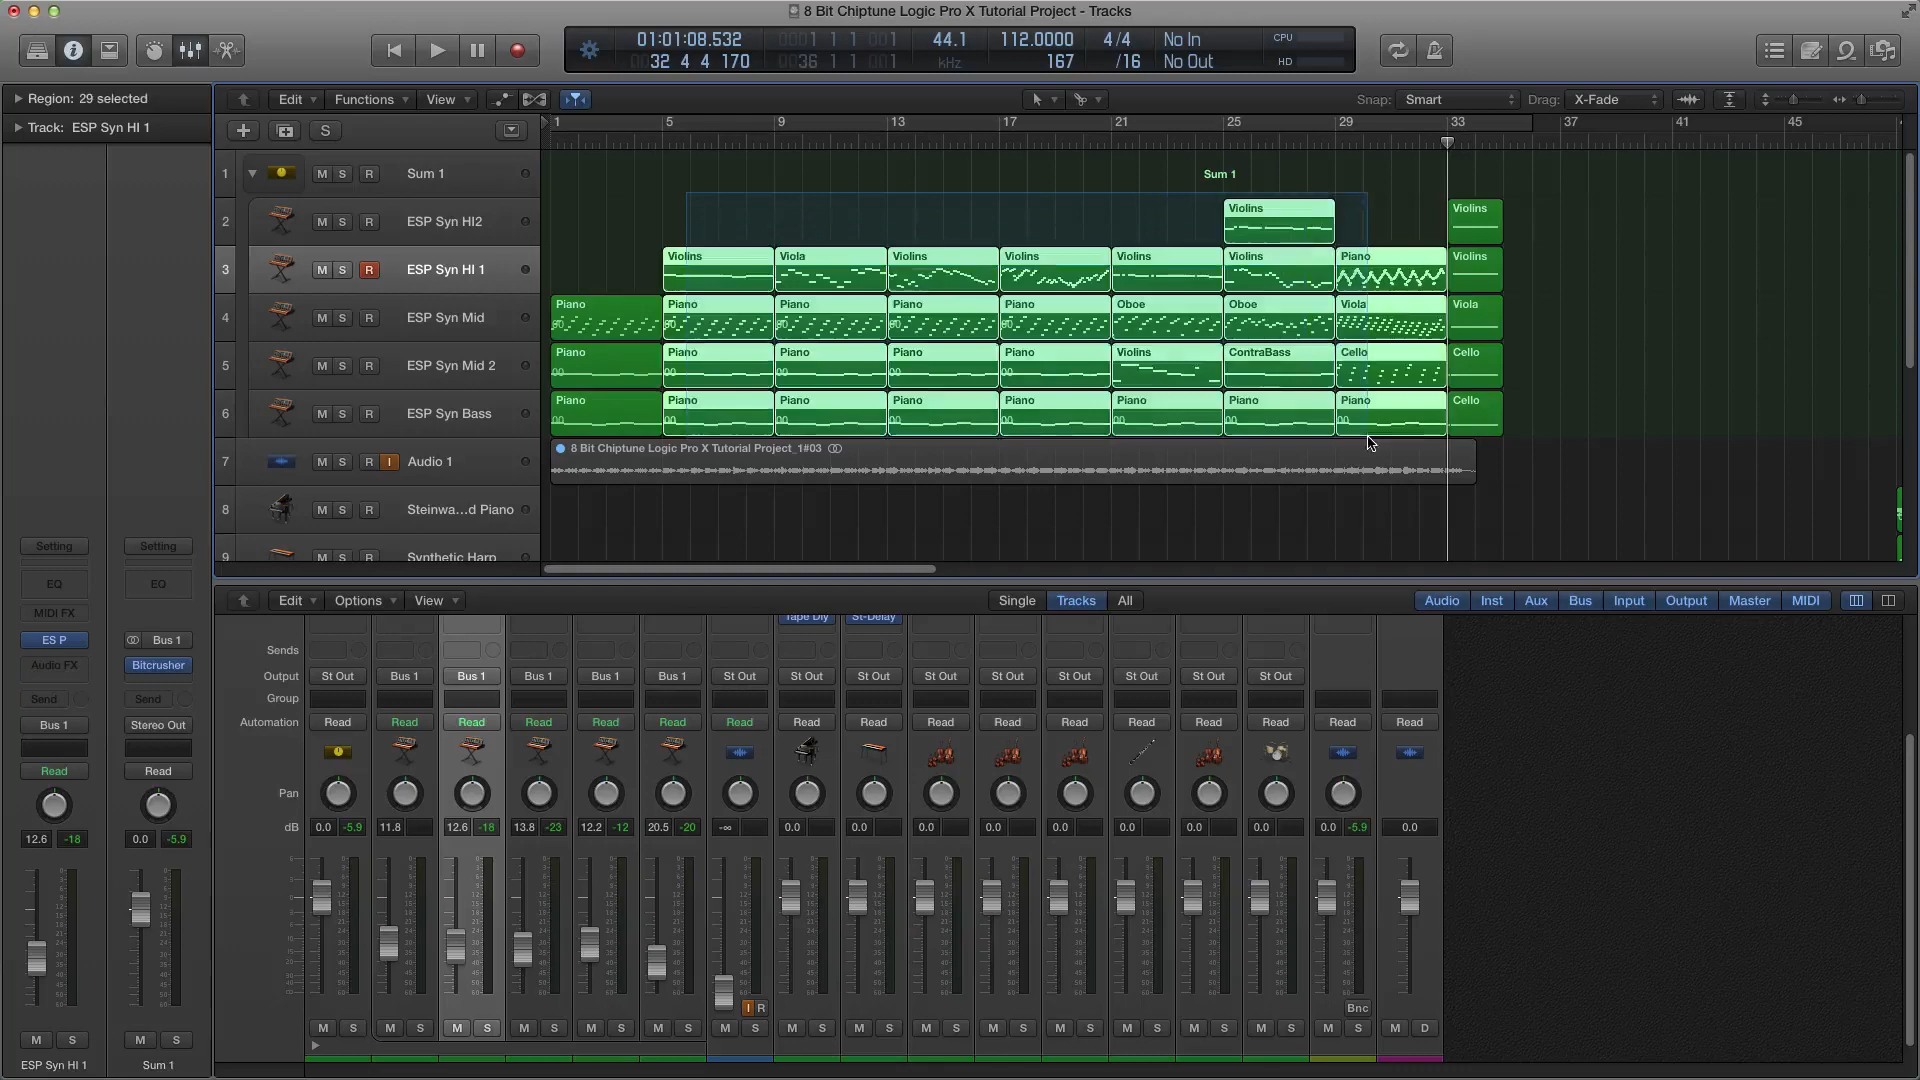 8 Bit Chiptune Logic Pro X Tutorial Project - Tracks
01:01:08.532
32 4 4 170
0001 1 1 001
0036 1 1 001
44.1
kHz
112.0000
167
4/4
/16
No In
No Out
CPU
HD
Region: 29 selected
Track: ESP Syn HI 1
Edit Functions View
Snap: Smart
Drag: X-Fade
S
1 5 9 13 17 21 25 29 33 37 41 45
1 M S R Sum 1
Sum 1
2 M S R ESP Syn HI2
Violins Violins
3 M S R ESP Syn HI 1
Violins Viola Violins Violins Violins Violins Piano Violins
4 M S R ESP Syn Mid
Piano Piano Piano Piano Piano Oboe Oboe Viola Viola
5 M S R ESP Syn Mid 2
Piano Piano Piano Piano Piano Violins ContraBass Cello Cello
6 M S R ESP Syn Bass
Piano Piano Piano Piano Piano Piano Piano Piano Cello
7 M S R I Audio 1
8 Bit Chiptune Logic Pro X Tutorial Project_1#03
8 M S R Steinwa...d Piano
9 M S R Synthetic Harp
Edit Options View
Single Tracks All
Audio Inst Aux Bus Input Output Master MIDI
Setting Setting
EQ EQ
MIDI FX
ES P Bus 1
Audio FX Bitcrusher
Send Send
Bus 1 Stereo Out
Read Read
12.6 -18 0.0 -5.9
M S M S
ESP Syn HI 1 Sum 1
Tape Dly St-Delay
Sends
Output St Out Bus 1 Bus 1 Bus 1 Bus 1 Bus 1 St Out St Out St Out St Out St Out St Out St Out St Out St Out
Group
Automation Read Read Read Read Read Read Read Read Read Read Read Read Read Read Read Read Read
Pan
dB 0.0 -5.9 11.8 12.6 -18 13.8 -23 12.2 -12 20.5 -20 -∞ 0.0 0.0 0.0 0.0 0.0 0.0 0.0 0.0 0.0 -5.9 0.0
I R
Bnc
M S M S M S M S M S M S M S M S M S M S M S M S M S M S M S M S M D